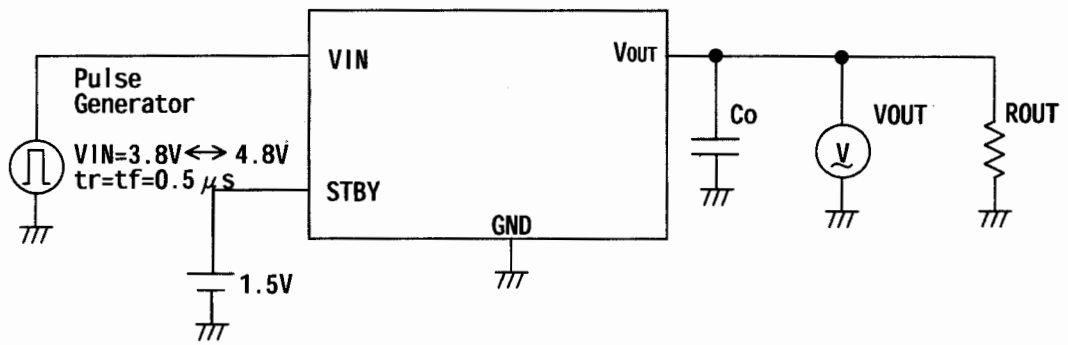 VIN
VOUT
Pulse
Generator
VIN=3.8V↔4.8V
tr=tf=0.5μs
STBY
GND
1.5V
Co
VOUT
V
ROUT